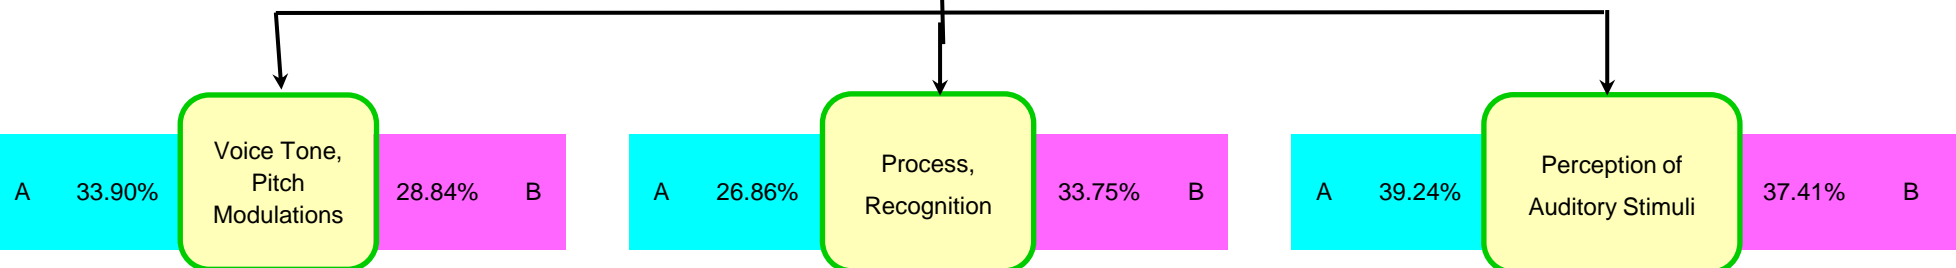 A 33.90%
Voice Tone,
Pitch
Modulations
28.84% B
A 26.86%
Process,
Recognition
33.75% B
A 39.24%
Perception of
Auditory Stimuli
37.41% B